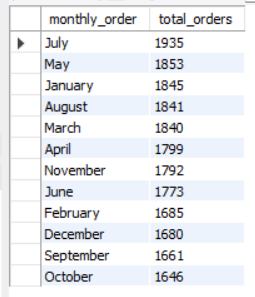 monthly_order total_orders
July 1935
May 1853
January 1845
August 1841
March 1840
April 1799
November 1792
June 1773
February 1685
December 1680
September 1661
October 1646